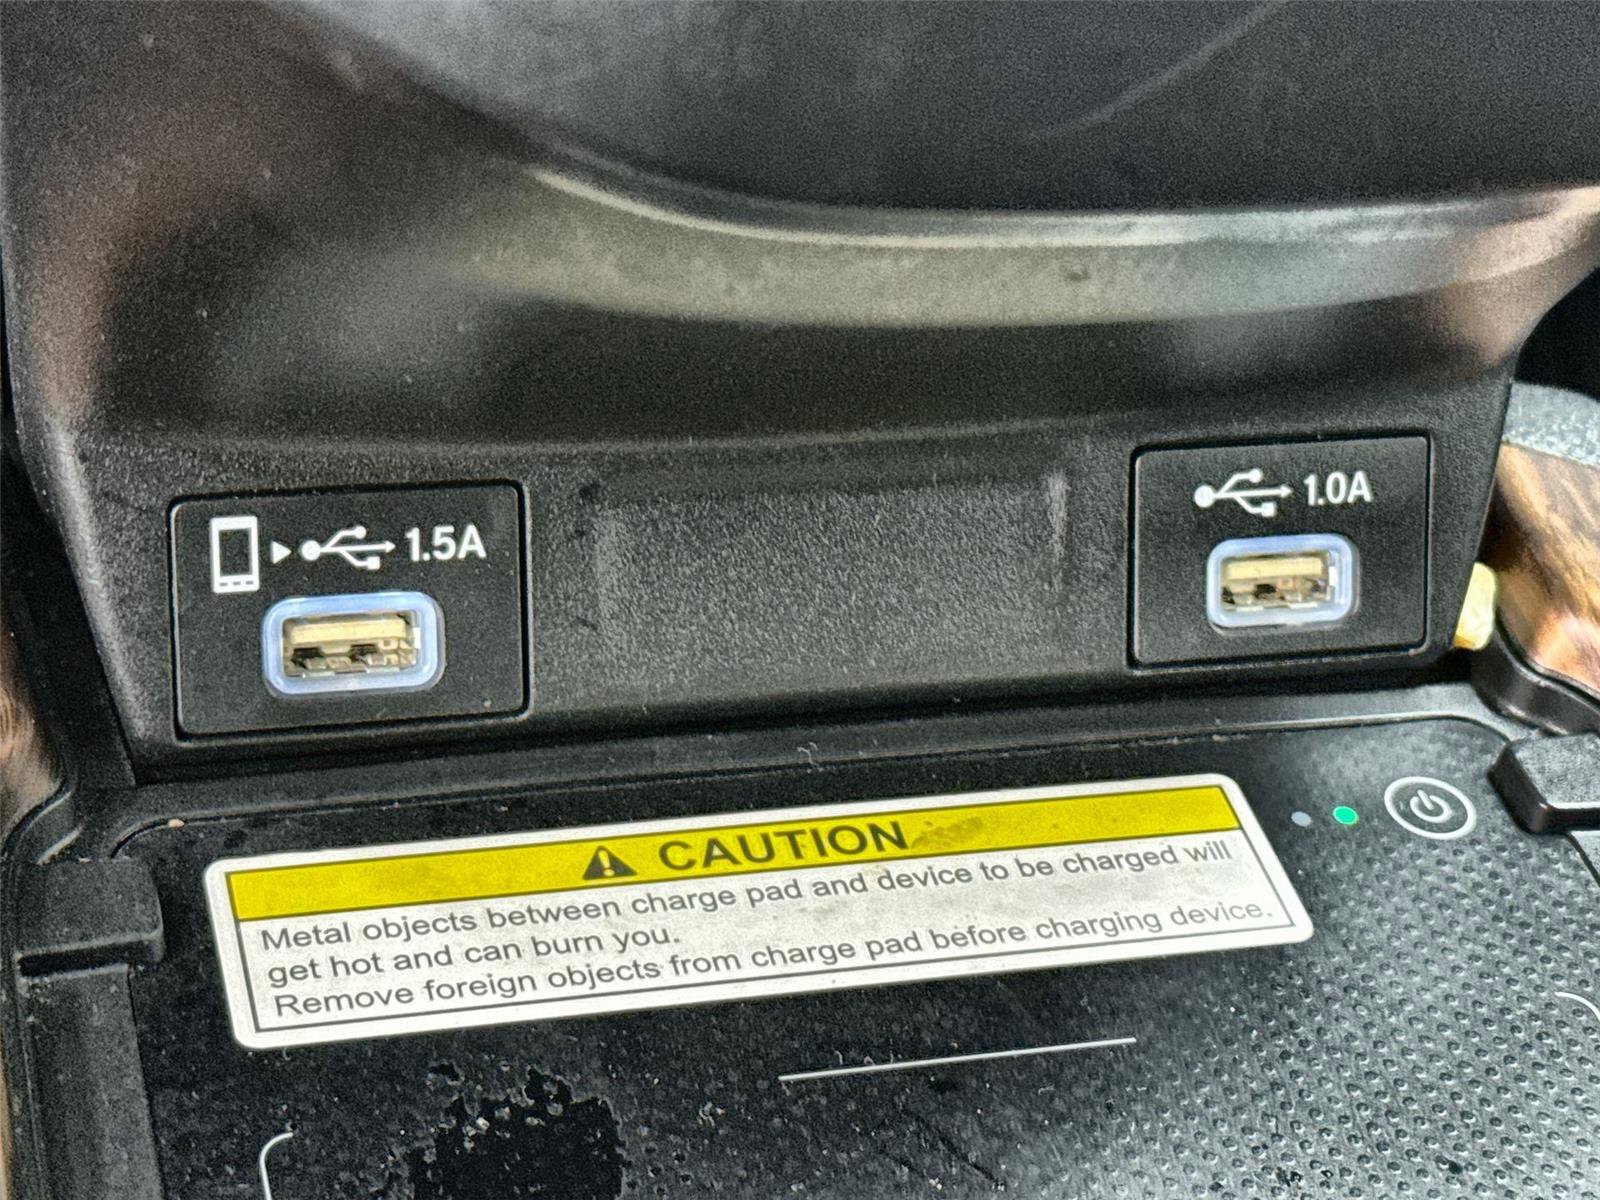 1.5A
1.0A
CAUTION
Metal objects between charge pad and device to be charged will
get hot and can burn you.
Remove foreign objects from charge pad before charging device.